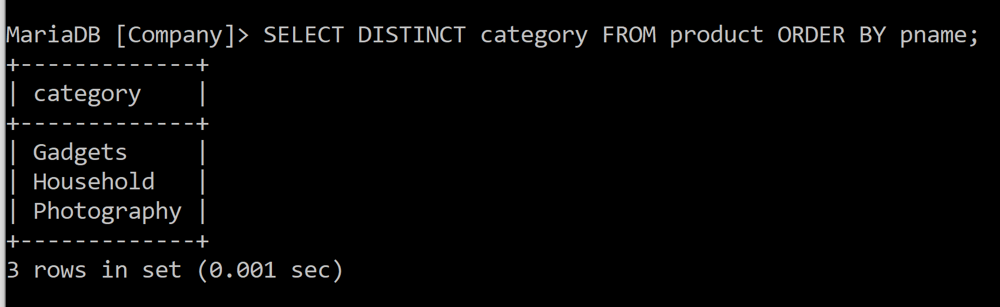 MariaDB [Company]> SELECT DISTINCT category FROM product ORDER BY pname;
+-------------+
| category    |
+-------------+
| Gadgets     |
| Household   |
| Photography |
+-------------+
3 rows in set (0.001 sec)